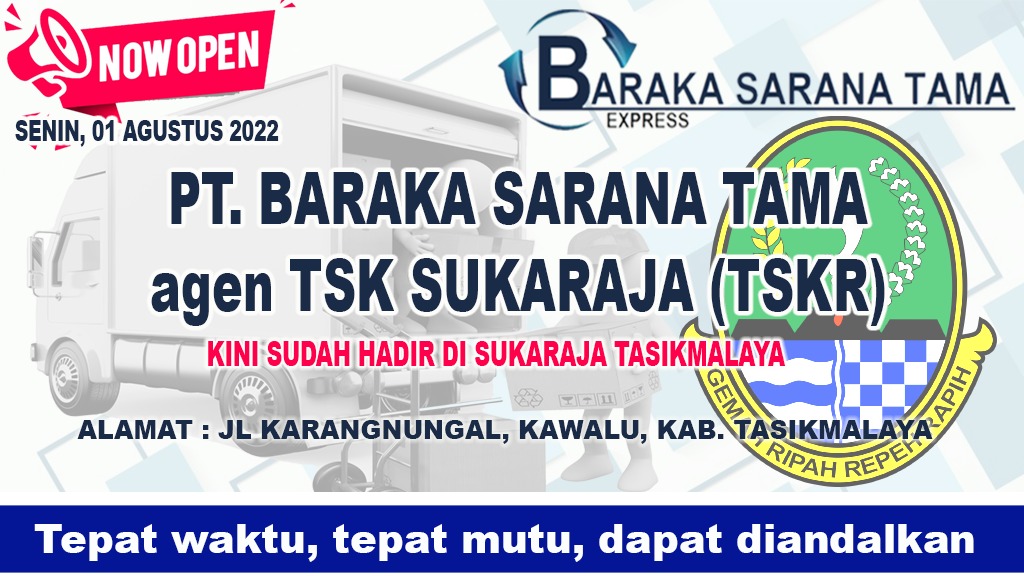 NOW OPEN
BARAKA SARANA TAMA
EXPRESS
SENIN, 01 AGUSTUS 2022
PT. BARAKA SARANA TAMA
agen TSK SUKARAJA (TSKR)
KINI SUDAH HADIR DI SUKARAJA TASIKMALAYA
ALAMAT : JL KARANGNUNGAL, KAWALU, KAB. TASIKMALAYA
RIPAH REPEH RAPIH
Tepat waktu, tepat mutu, dapat diandalkan